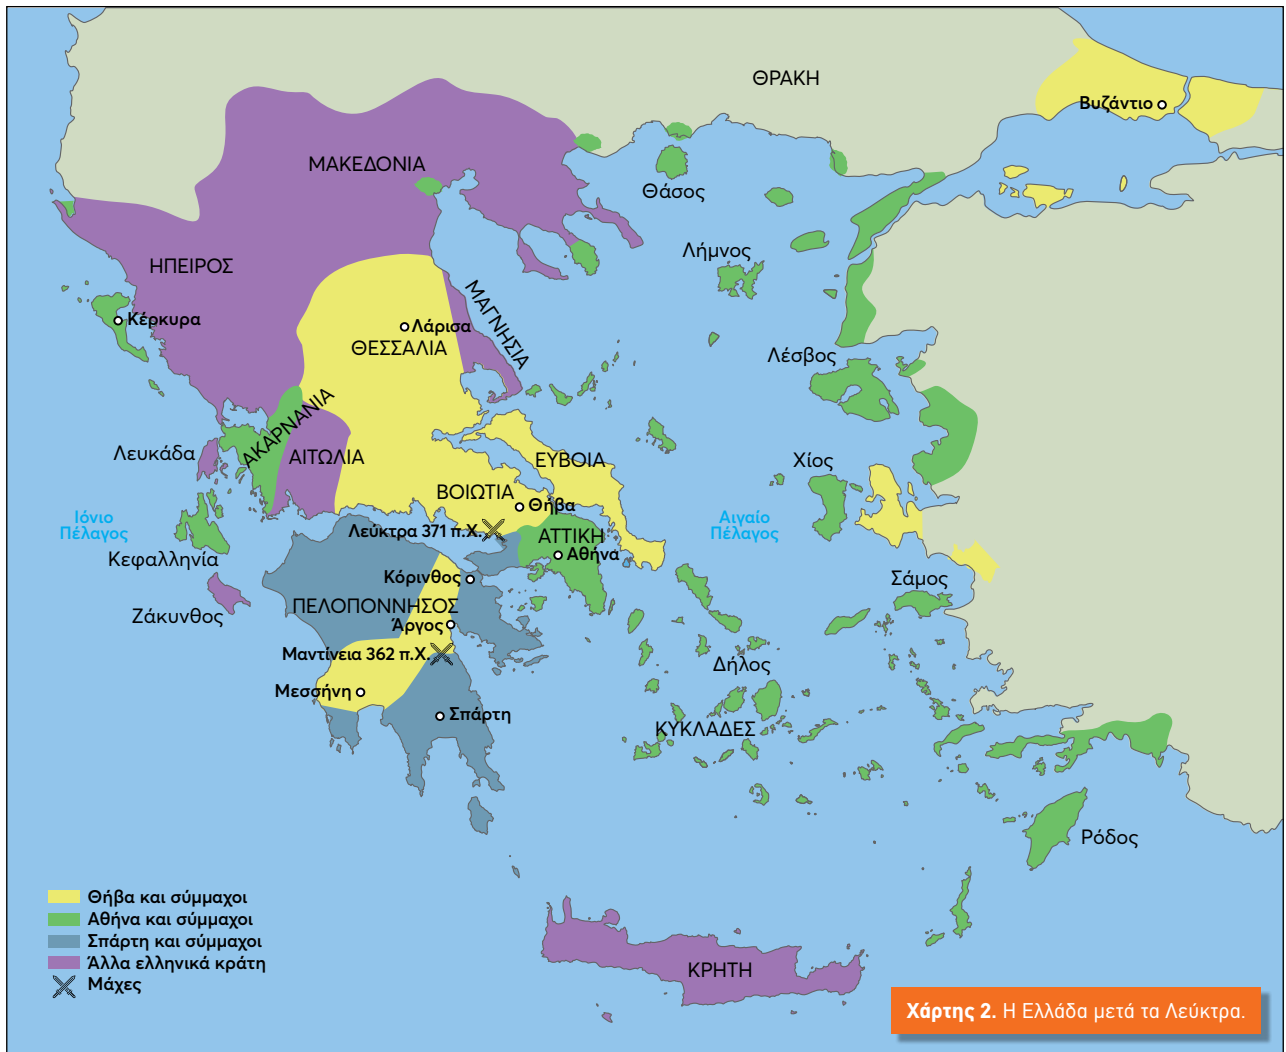 ΘΡΑΚΗ
Βυζάντιο
ΜΑΚΕΔΟΝΙΑ
Θάσος
Λήμνος
ΗΠΕΙΡΟΣ
ΜΑΓΝΗΣΙΑ
Κέρκυρα
Λάρισα
ΘΕΣΣΑΛΙΑ
Λέσβος
ΑΚΑΡΝΑΝΙΑ
Λευκάδα
ΑΙΤΩΛΙΑ
ΕΥΒΟΙΑ
Χίος
ΒΟΙΩΤΙΑ
Θήβα
Ιόνιο
Πέλαγος
Λεύκτρα 371 π.Χ.
ΑΤΤΙΚΗ
Αθήνα
Αιγαίο
Πέλαγος
Κεφαλληνία
Κόρινθος
Σάμος
Ζάκυνθος
ΠΕΛΟΠΟΝΝΗΣΟΣ
Άργος
Μαντίνεια 362 π.Χ.
Δήλος
Μεσσήνη
Σπάρτη
ΚΥΚΛΑΔΕΣ
Ρόδος
Θήβα και σύμμαχοι
Αθήνα και σύμμαχοι
Σπάρτη και σύμμαχοι
Άλλα ελληνικά κράτη
Μάχες
ΚΡΗΤΗ
Χάρτης 2. Η Ελλάδα μετά τα Λεύκτρα.